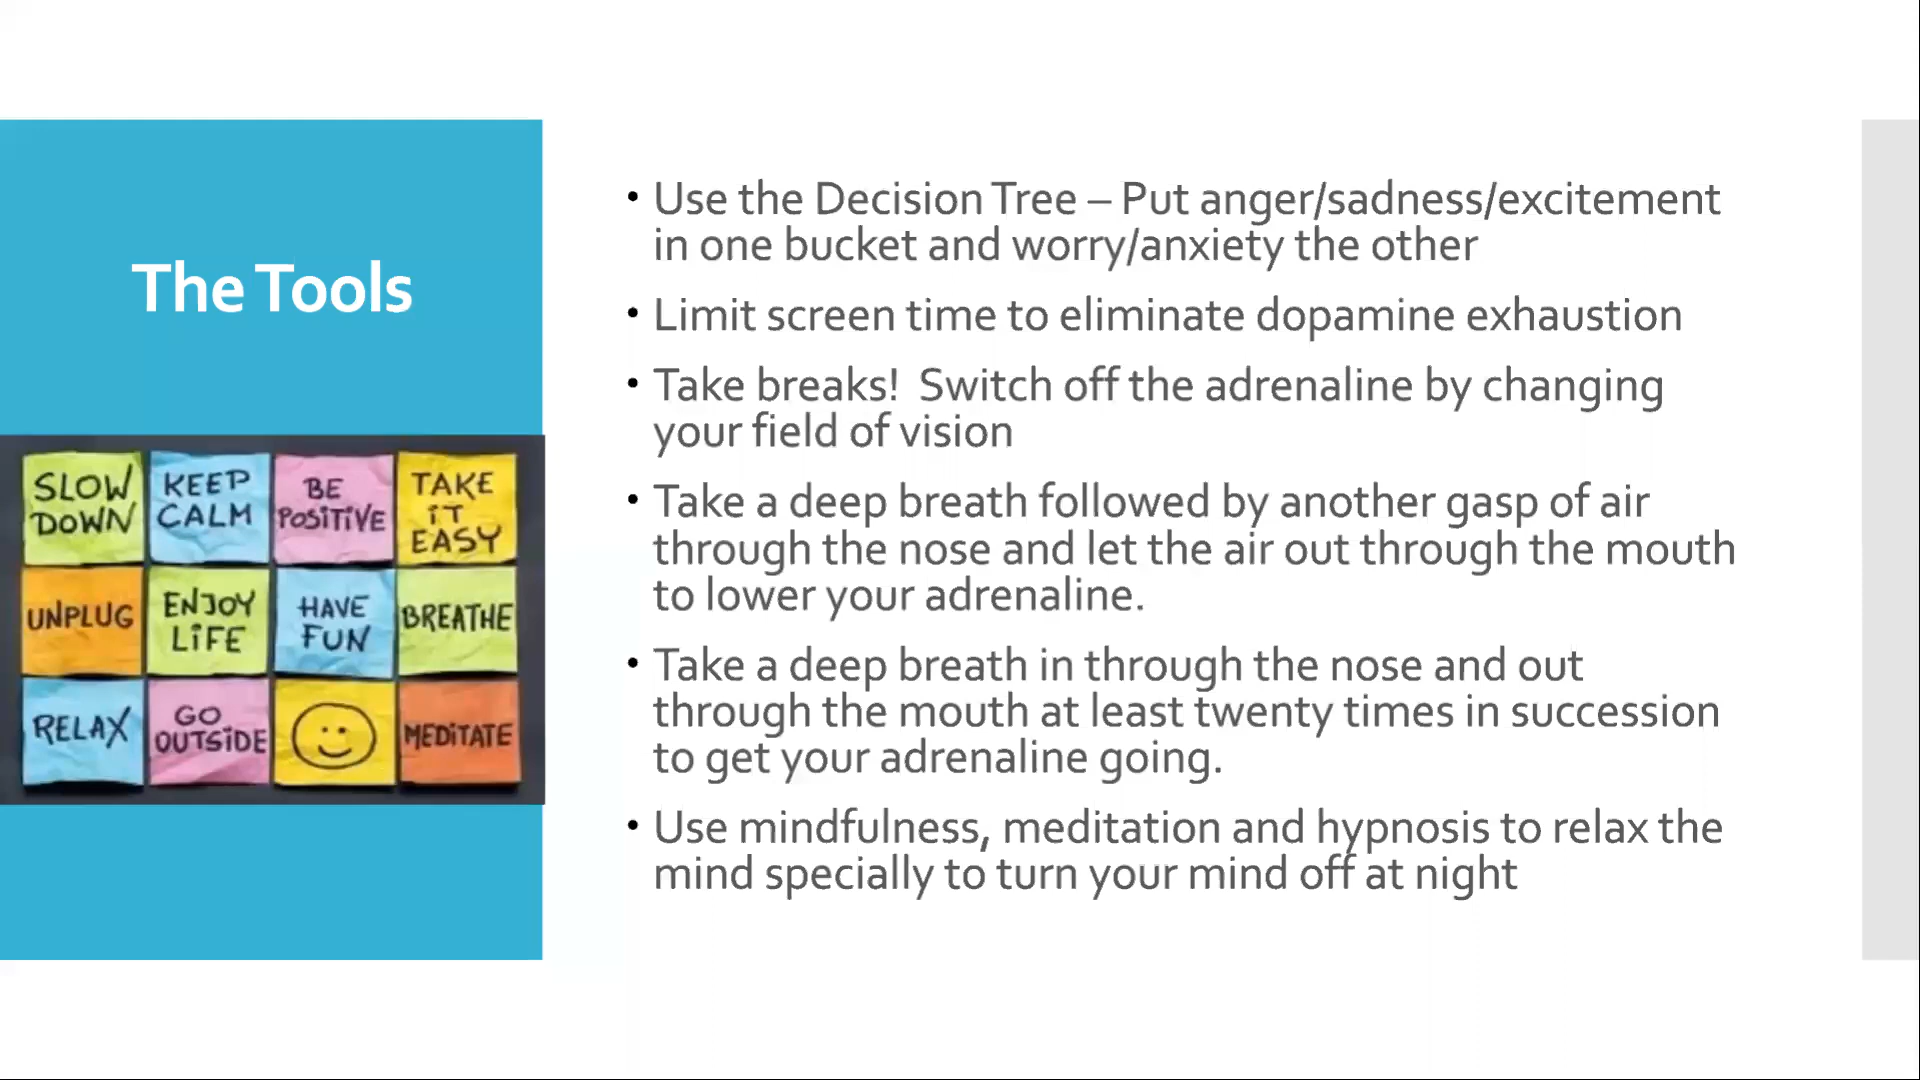 The Tools
SLOW
DOWN
KEEP
CALM
BE
POSITIVE
TAKE
IT
EASY
UNPLUG
ENJOY
LIFE
HAVE
FUN
BREATHE
RELAX
GO
OUTSIDE
MEDITATE
• Use the Decision Tree – Put anger/sadness/excitement
in one bucket and worry/anxiety the other
• Limit screen time to eliminate dopamine exhaustion
• Take breaks!  Switch off the adrenaline by changing
your field of vision
• Take a deep breath followed by another gasp of air
through the nose and let the air out through the mouth
to lower your adrenaline.
• Take a deep breath in through the nose and out
through the mouth at least twenty times in succession
to get your adrenaline going.
• Use mindfulness, meditation and hypnosis to relax the
mind specially to turn your mind off at night